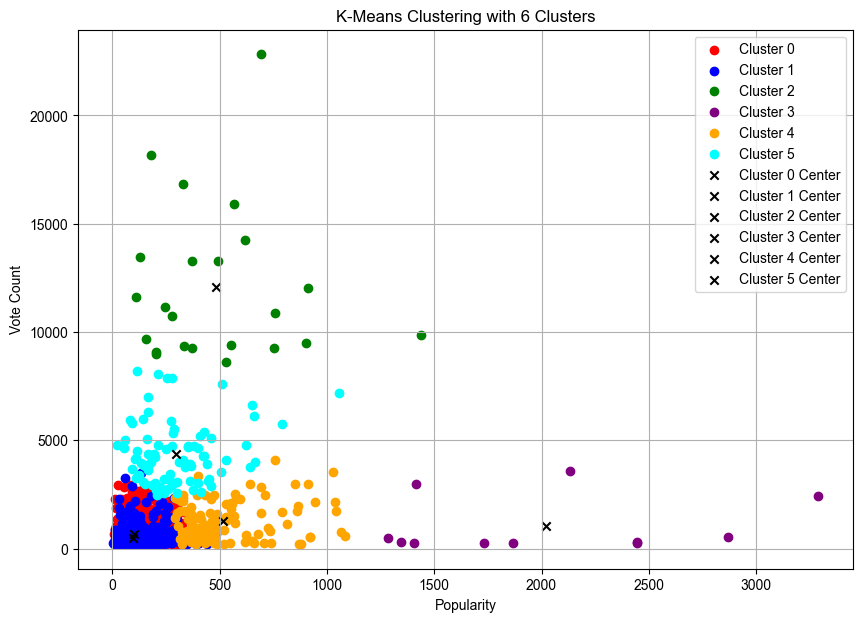 K-Means Clustering with 6 Clusters
Cluster 0
Cluster 1
Cluster 2
Cluster 3
Cluster 4
Cluster 5
Cluster 0 Center
Cluster 1 Center
Cluster 2 Center
Cluster 3 Center
Cluster 4 Center
Cluster 5 Center
20000
15000
10000
5000
0
Vote Count
0
500
1000
1500
2000
2500
3000
Popularity